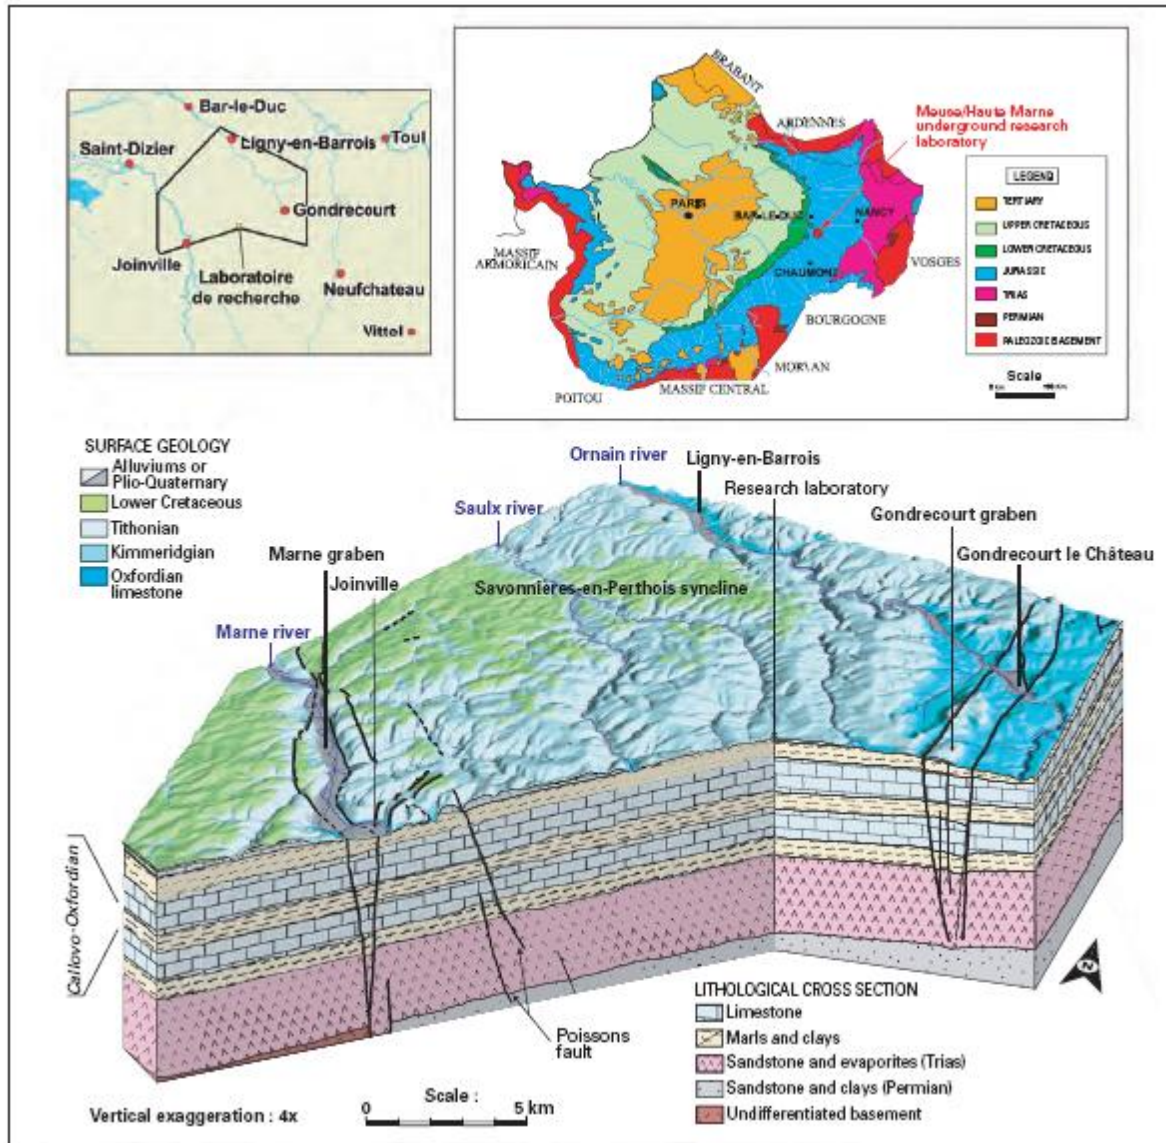 Bar-le-Duc
Saint-Dizier
Ligny-en-Barrois
Toul
Gondrecourt
Joinville
Laboratoire
de recherche
Neufchateau
Vittel
BRABANT
ARDENNES
Meuse/Haute Marne
underground research
laboratory
PARIS
BAR-LE-DUC
NANCY
CHAUMONT
MASSIF
ARMORICAIN
VOSGES
BOURGOGNE
MORVAN
MASSIF CENTRAL
POITOU
LEGEND
TERTIARY
UPPER CRETACEOUS
LOWER CRETACEOUS
JURASSIC
TRIAS
PERMIAN
PALEOZOIC BASEMENT
Scale
0 km 100 km
SURFACE GEOLOGY
Alluviums or
Plio-Quaternary
Lower Cretaceous
Tithonian
Kimmeridgian
Oxfordian
limestone
Ornain river
Ligny-en-Barrois
Research laboratory
Saulx river
Gondrecourt graben
Marne graben
Gondrecourt le Château
Joinville
Savonnières-en-Perthois syncline
Marne river
Callovo-Oxfordian
N
Poissons
fault
LITHOLOGICAL CROSS SECTION
Limestone
Marls and clays
Sandstone and evaporites (Trias)
Sandstone and clays (Permian)
Undifferentiated basement
Vertical exaggeration : 4x
Scale :
0 5 km